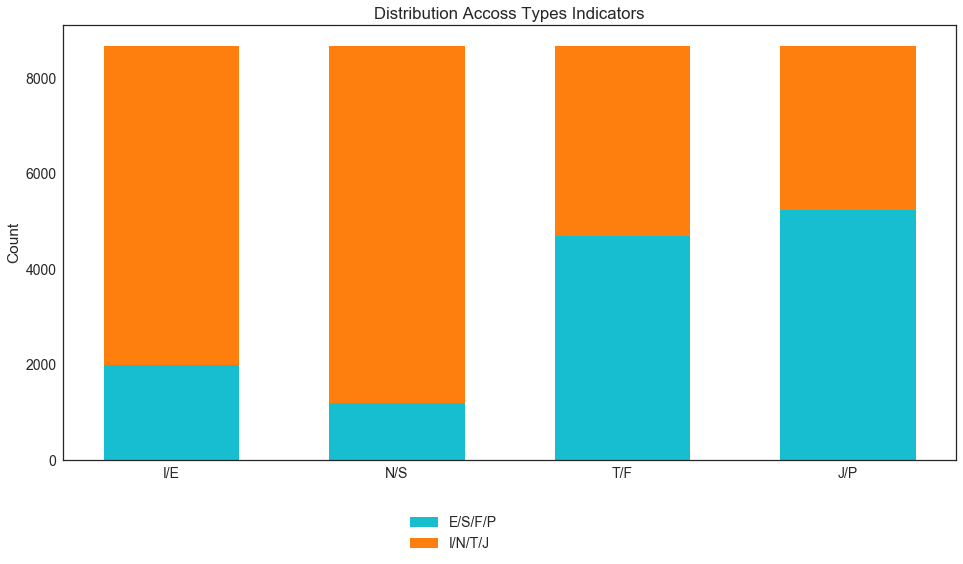 Distribution Accoss Types Indicators
Count
8000
6000
4000
2000
0
I/E
N/S
T/F
J/P
E/S/F/P
I/N/T/J